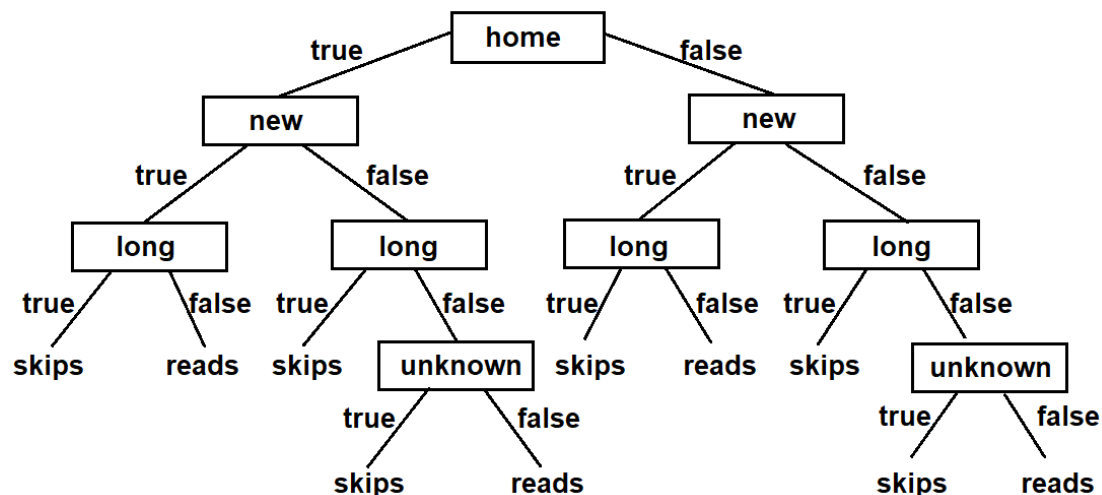 home
true false
new new
true false true false
long long long long
true false true false true false true false
skips reads skips unknown skips reads skips unknown
true false true false
skips reads skips reads